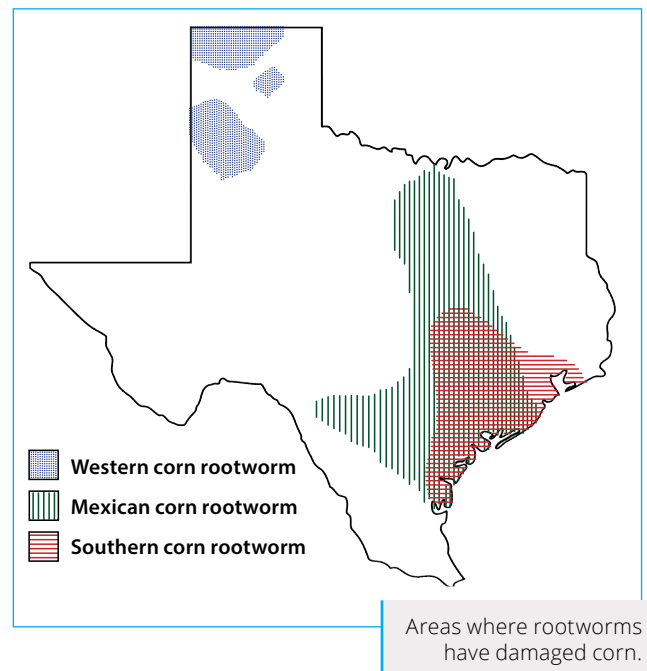 Western corn rootworm
Mexican corn rootworm
Southern corn rootworm
Areas where rootworms
have damaged corn.